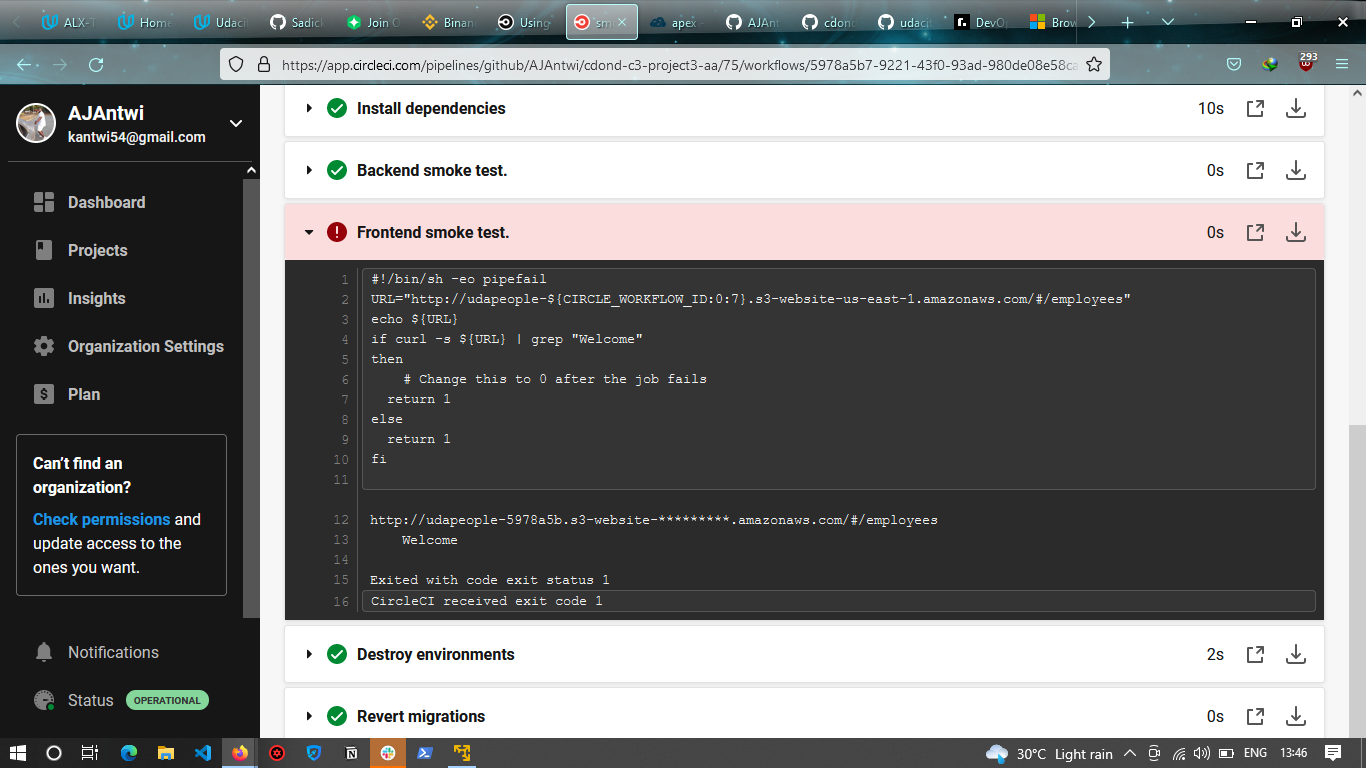 ALX-T
Home
Udaci
Sadick
Join O
Binan
Using
"smo
apex
AJAnt
cdond
udaci
DevOp
Brow
https://app.circleci.com/pipelines/github/AJAntwi/cdond-c3-project3-aa/75/workflows/5978a5b7-9221-43f0-93ad-980de08e58ca
293
AJAntwi
kantwi54@gmail.com
Dashboard
Projects
Insights
Organization Settings
Plan
Can't find an
organization?
Check permissions and
update access to the
ones you want.
Notifications
Status OPERATIONAL
Install dependencies 10s
Backend smoke test. 0s
Frontend smoke test. 0s
1 #!/bin/sh -eo pipefail
2 URL="http://udapeople-${CIRCLE_WORKFLOW_ID:0:7}.s3-website-us-east-1.amazonaws.com/#/employees"
3 echo ${URL}
4 if curl -s ${URL} | grep "Welcome"
5 then
6 # Change this to 0 after the job fails
7 return 1
8 else
9 return 1
10 fi
11
12 http://udapeople-5978a5b.s3-website-*********.amazonaws.com/#/employees
13 Welcome
14
15 Exited with code exit status 1
16 CircleCI received exit code 1
Destroy environments 2s
Revert migrations 0s
30°C Light rain ENG 13:46